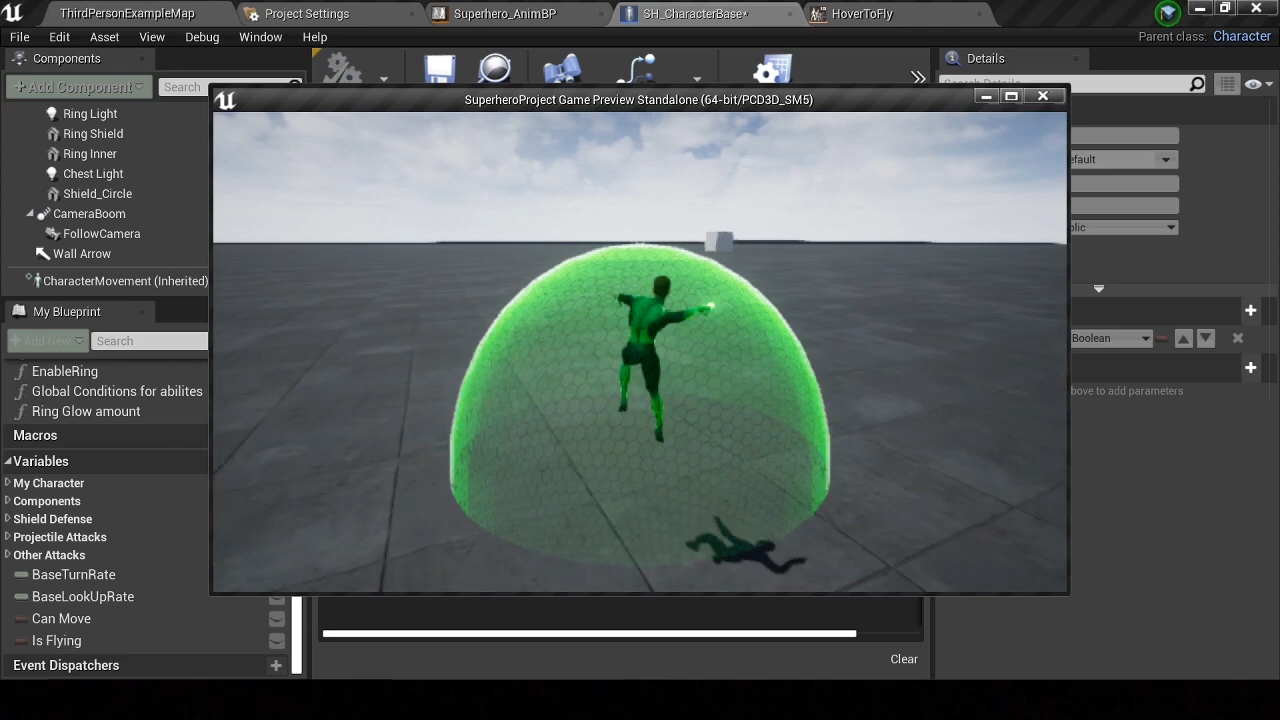 ThirdPersonExampleMap
Project Settings
Superhero_AnimBP
SH_CharacterBase*
HoverToFly
File Edit Asset View Window Debug Help
Parent class: Character
Components
Details
+ Add Component
Search
Search Details
SuperheroProject Game Preview Standalone (64-bit/PCD3D_SM5)
Ring Light
Ring Shield
Ring Inner
Chest Light
Shield_Circle
CameraBoom
FollowCamera
Wall Arrow
CharacterMovement (Inherited)
My Blueprint
+ Add New
Search
EnableRing
Global Conditions for abilites
Ring Glow amount
Macros
Variables
My Character
Components
Shield Defense
Projectile Attacks
Other Attacks
BaseTurnRate
BaseLookUpRate
Can Move
Is Flying
Event Dispatchers
Boolean
to add parameters
Clear